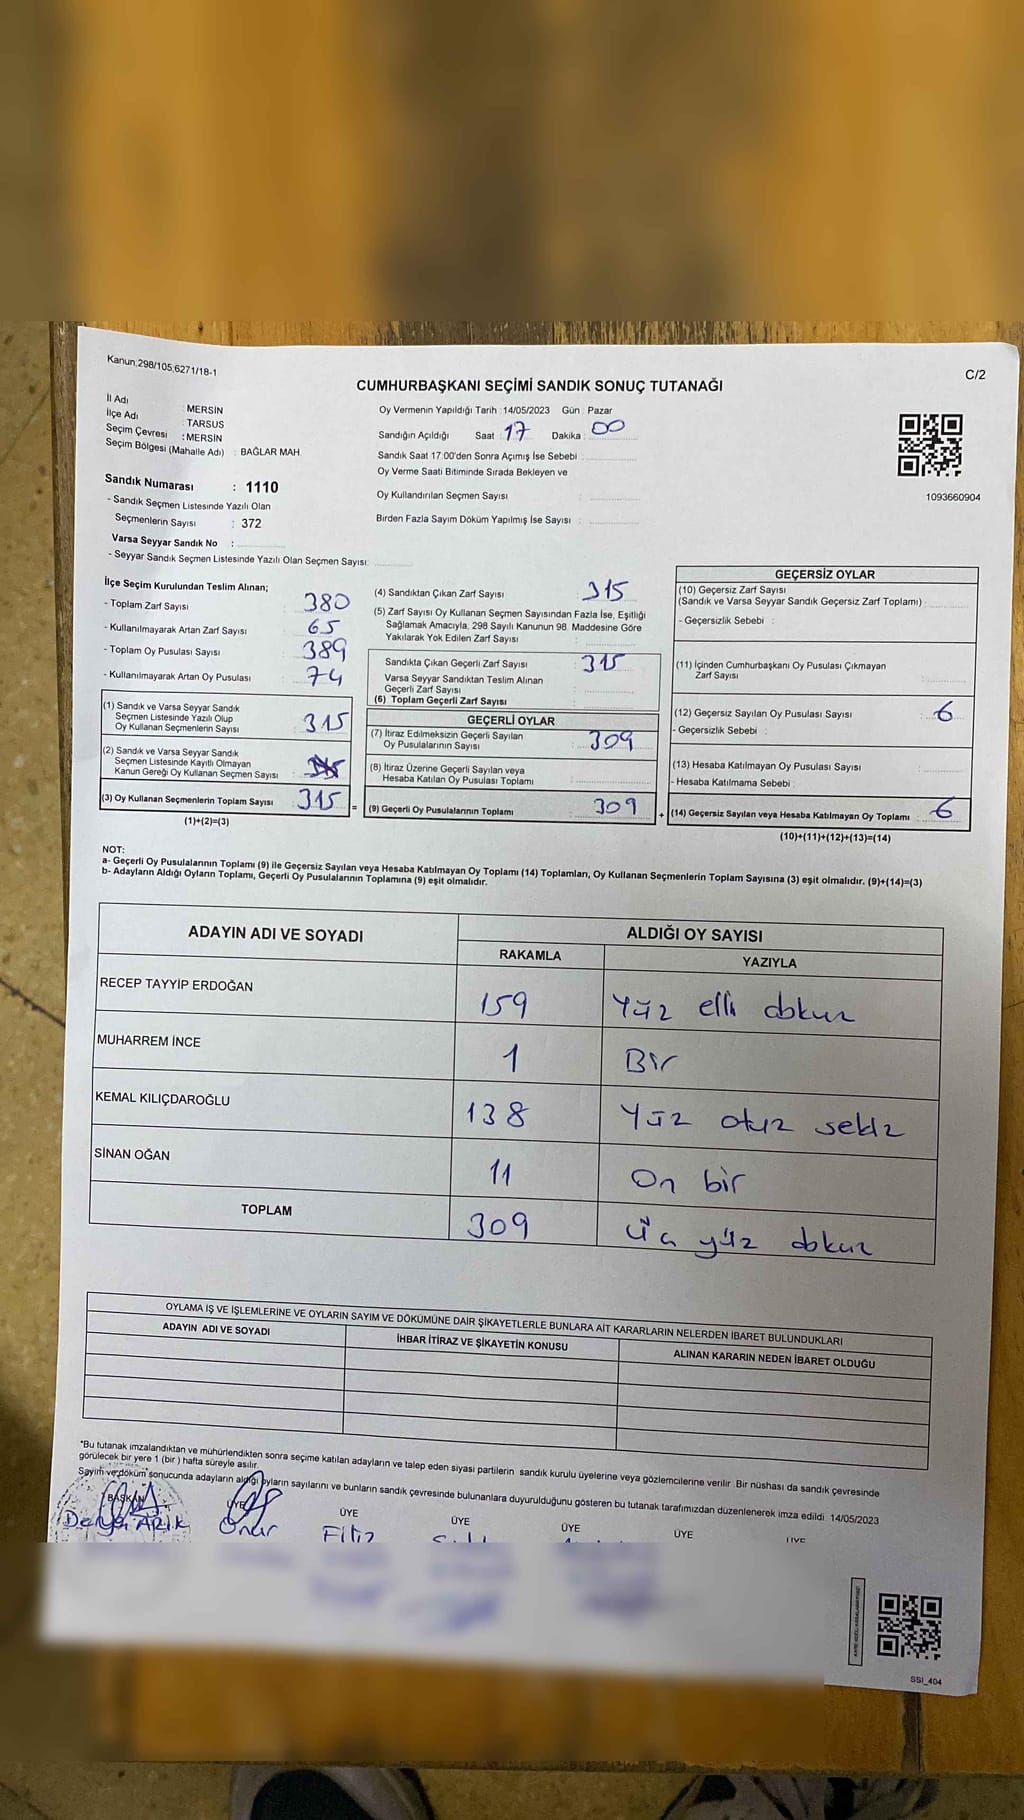 Kanun,298/105,6271/18-1
C/2
CUMHURBAŞKANI SEÇİMİ SANDIK SONUÇ TUTANAĞI
İl Adı : MERSİN
İlçe Adı : TARSUS
Seçim Çevresi : MERSİN
Seçim Bölgesi (Mahalle Adı) : BAĞLAR MAH.
Oy Vermenin Yapıldığı Tarih : 14/05/2023 Gün : Pazar
Sandığın Açıldığı Saat : 17 Dakika : 00
Sandık Saat 17:00'den Sonra Açımış İse Sebebi :
Oy Verme Saati Bitiminde Sırada Bekleyen ve
Oy Kullandırılan Seçmen Sayısı :
Birden Fazla Sayım Döküm Yapılmış İse Sayısı :
1093660904
Sandık Numarası : 1110
- Sandık Seçmen Listesinde Yazılı Olan
Seçmenlerin Sayısı : 372
Varsa Seyyar Sandık No :
- Seyyar Sandık Seçmen Listesinde Yazılı Olan Seçmen Sayısı:
İlçe Seçim Kurulundan Teslim Alınan;
- Toplam Zarf Sayısı : 380
- Kullanılmayarak Artan Zarf Sayısı : 65
- Toplam Oy Pusulası Sayısı : 389
- Kullanılmayarak Artan Oy Pusulası : 74
(1) Sandık ve Varsa Seyyar Sandık
Seçmen Listesinde Yazılı Olup
Oy Kullanan Seçmenlerin Sayısı : 315
(2) Sandık ve Varsa Seyyar Sandık
Seçmen Listesinde Kayıtlı Olmayan
Kanun Gereği Oy Kullanan Seçmen Sayısı :
(3) Oy Kullanan Seçmenlerin Toplam Sayısı : 315 =
(1)+(2)=(3)
(4) Sandıktan Çıkan Zarf Sayısı : 315
(5) Zarf Sayısı Oy Kullanan Seçmen Sayısından Fazla İse, Eşitliği
Sağlamak Amacıyla, 298 Sayılı Kanunun 98. Maddesine Göre
Yakılarak Yok Edilen Zarf Sayısı :
Sandıkta Çıkan Geçerli Zarf Sayısı : 315
Varsa Seyyar Sandıktan Teslim Alınan
Geçerli Zarf Sayısı :
(6) Toplam Geçerli Zarf Sayısı :
GEÇERLİ OYLAR
(7) İtiraz Edilmeksizin Geçerli Sayılan
Oy Pusulalarının Sayısı : 309
(8) İtiraz Üzerine Geçerli Sayılan veya
Hesaba Katılan Oy Pusulası Toplamı :
(9) Geçerli Oy Pusulalarının Toplamı : 309 +
GEÇERSİZ OYLAR
(10) Geçersiz Zarf Sayısı
(Sandık ve Varsa Seyyar Sandık Geçersiz Zarf Toplamı) :
- Geçersizlik Sebebi :
(11) İçinden Cumhurbaşkanı Oy Pusulası Çıkmayan
Zarf Sayısı :
(12) Geçersiz Sayılan Oy Pusulası Sayısı : 6
- Geçersizlik Sebebi :
(13) Hesaba Katılmayan Oy Pusulası Sayısı :
- Hesaba Katılmama Sebebi :
(14) Geçersiz Sayılan veya Hesaba Katılmayan Oy Toplamı : 6
(10)+(11)+(12)+(13)=(14)
NOT:
a- Geçerli Oy Pusulalarının Toplamı (9) ile Geçersiz Sayılan veya Hesaba Katılmayan Oy Toplamı (14) Toplamları, Oy Kullanan Seçmenlerin Toplam Sayısına (3) eşit olmalıdır. (9)+(14)=(3)
b- Adayların Aldığı Oyların Toplamı, Geçerli Oy Pusulalarının Toplamına (9) eşit olmalıdır.
ADAYIN ADI VE SOYADI ALDIĞI OY SAYISI
RAKAMLA YAZIYLA
RECEP TAYYİP ERDOĞAN 159 Yüz elli dokuz
MUHARREM İNCE 1 Bir
KEMAL KILIÇDAROĞLU 138 Yüz otuz sekiz
SİNAN OĞAN 11 On bir
TOPLAM 309 Üç yüz dokuz
OYLAMA İŞ VE İŞLEMLERİNE VE OYLARIN SAYIM VE DÖKÜMÜNE DAİR ŞİKAYETLERLE BUNLARA AİT KARARLARIN NELERDEN İBARET BULUNDUKLARI
ADAYIN ADI VE SOYADI İHBAR İTİRAZ VE ŞİKAYETİN KONUSU ALINAN KARARIN NEDEN İBARET OLDUĞU
*Bu tutanak imzalandıktan ve mühürlendikten sonra seçime katılan adayların ve talep eden siyasi partilerin sandık kurulu üyelerine veya gözlemcilerine verilir. Bir nüshası da sandık çevresinde
görülecek bir yere 1 (bir ) hafta süreyle asılır.
Sayım ve döküm sonucunda adayların aldığı oyların sayılarını ve bunların sandık çevresinde bulunanlara duyurulduğunu gösteren bu tutanak tarafımızdan düzenlenerek imza edildi. 14/05/2023
BAŞKAN ÜYE ÜYE ÜYE ÜYE ÜYE ÜYE
Derya ARIK Onur Filiz
SSI_404